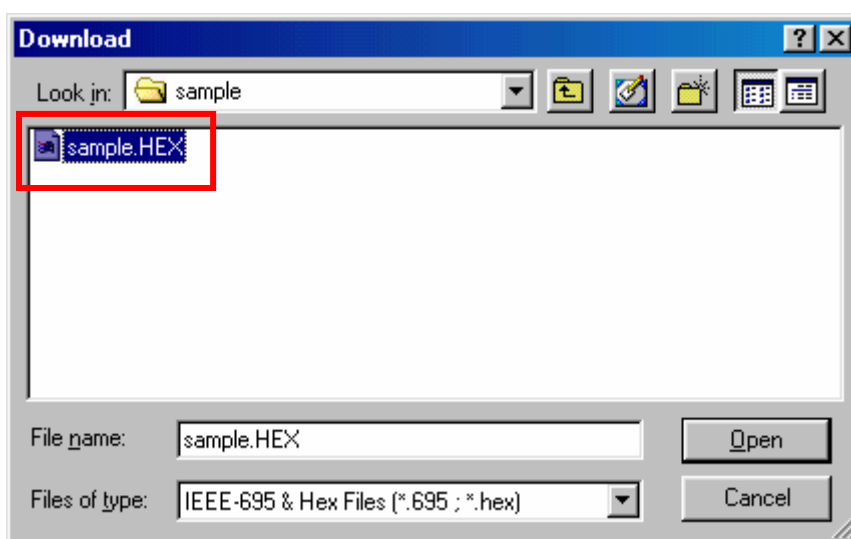 Download
Look in: sample
sample.HEX
File name: sample.HEX Open
Files of type: IEEE-695 & Hex Files (*.695 ; *.hex) Cancel